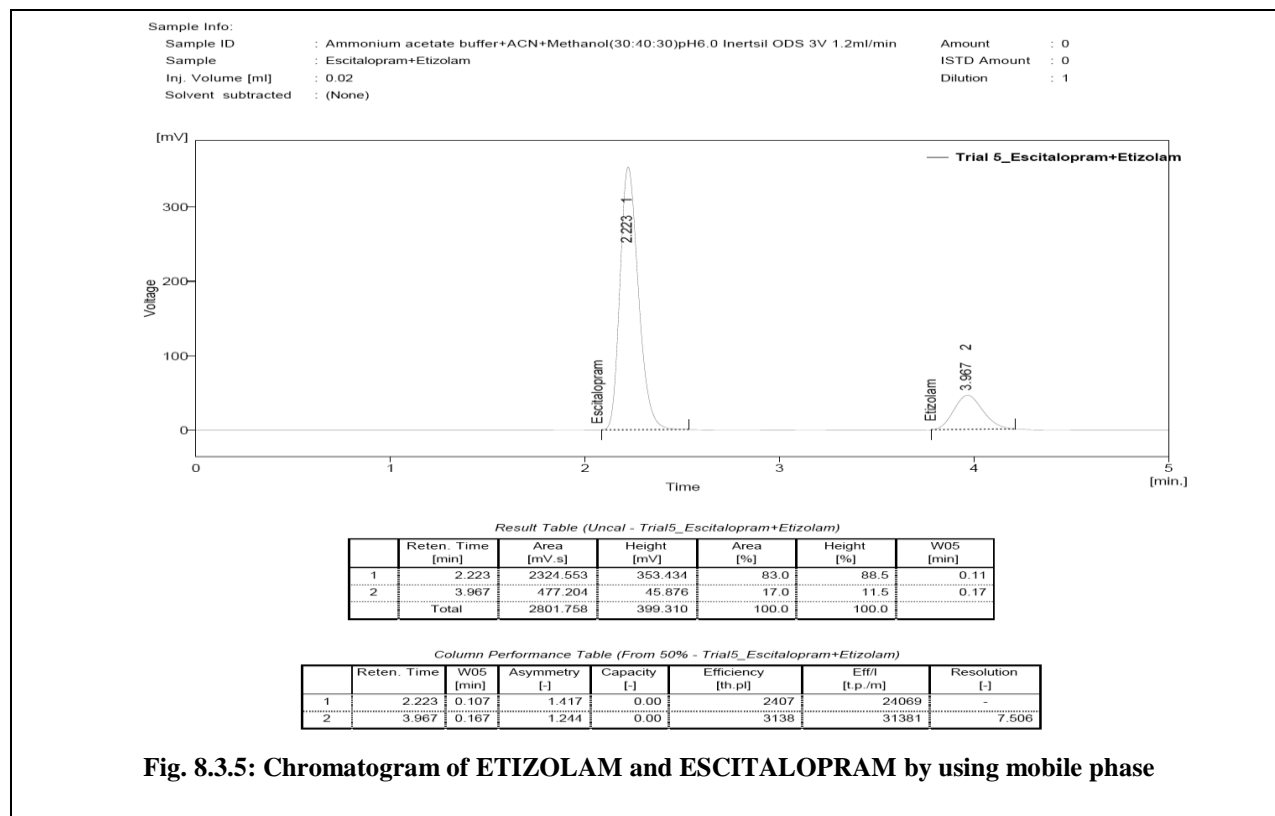 Sample Info:
Sample ID : Ammonium acetate buffer+ACN+Methanol(30:40:30)pH6.0 Inertsil ODS 3V 1.2ml/min Amount : 0
Sample : Escitalopram+Etizolam ISTD Amount : 0
Inj. Volume [ml] : 0.02 Dilution : 1
Solvent subtracted : (None)
[mV]
Trial 5_Escitalopram+Etizolam
300
200
100
0
Voltage
Escitalopram
2.223 1
Etizolam
3.967 2
0 1 2 3 4 5
Time [min.]
Result Table (Uncal - Trial5_Escitalopram+Etizolam)
Reten. Time [min] Area [mV.s] Height [mV] Area [%] Height [%] W05 [min]
1 2.223 2324.553 353.434 83.0 88.5 0.11
2 3.967 477.204 45.876 17.0 11.5 0.17
Total 2801.758 399.310 100.0 100.0
Column Performance Table (From 50% - Trial5_Escitalopram+Etizolam)
Reten. Time W05 [min] Asymmetry [-] Capacity [-] Efficiency [th.pl] Eff/l [t.p./m] Resolution [-]
1 2.223 0.107 1.417 0.00 2407 24069 -
2 3.967 0.167 1.244 0.00 3138 31381 7.506
Fig. 8.3.5: Chromatogram of ETIZOLAM and ESCITALOPRAM by using mobile phase